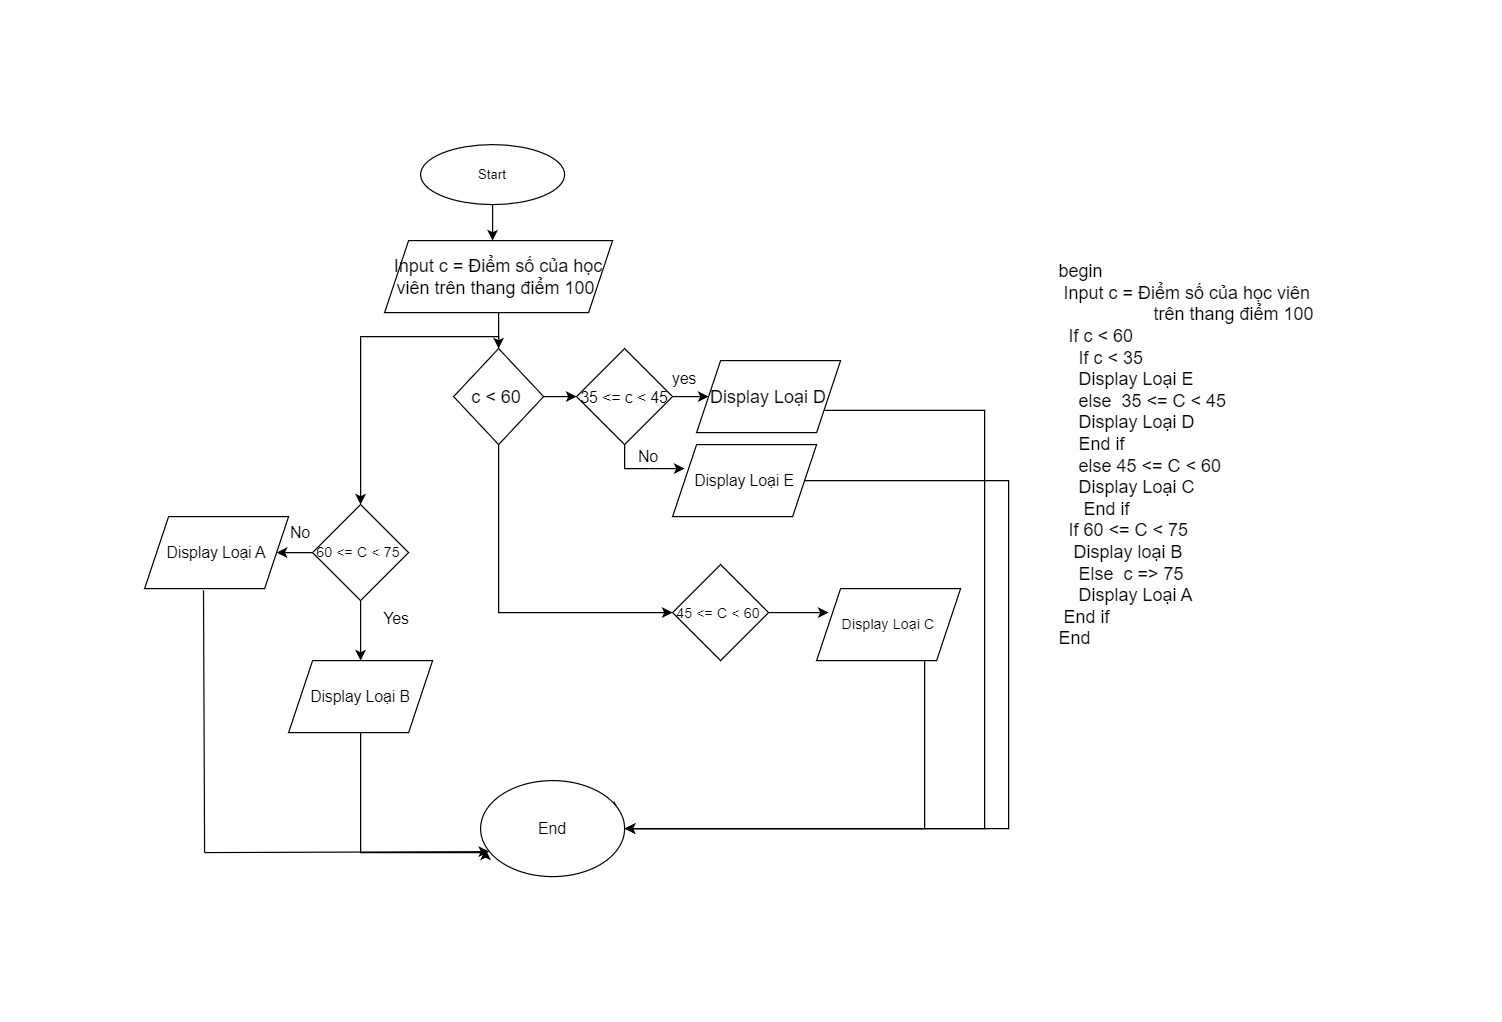 Start
Input c = Điểm số của học
viên trên thang điểm 100
c < 60
35 <= c < 45
yes
Display Loại D
No
Display Loại E
Display Loại A
No
60 <= C < 75
Yes
Display Loại B
45 <= C < 60
Display Loại C
End
begin
Input c = Điểm số của học viên
trên thang điểm 100
If c < 60
If c < 35
Display Loại E
else  35 <= C < 45
Display Loại D
End if
else 45 <= C < 60
Display Loại C
End if
If 60 <= C < 75
Display loại B
Else  c => 75
Display Loại A
End if
End